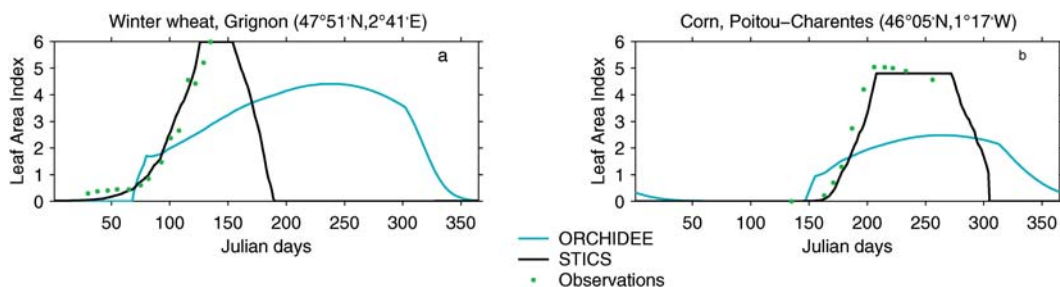 Winter wheat, Grignon (47°51'N,2°41'E)
a
Leaf Area Index
6
5
4
3
2
1
0
50 100 150 200 250 300 350
Julian days
Corn, Poitou–Charentes (46°05'N,1°17'W)
b
Leaf Area Index
6
5
4
3
2
1
0
50 100 150 200 250 300 350
Julian days
ORCHIDEE
STICS
Observations